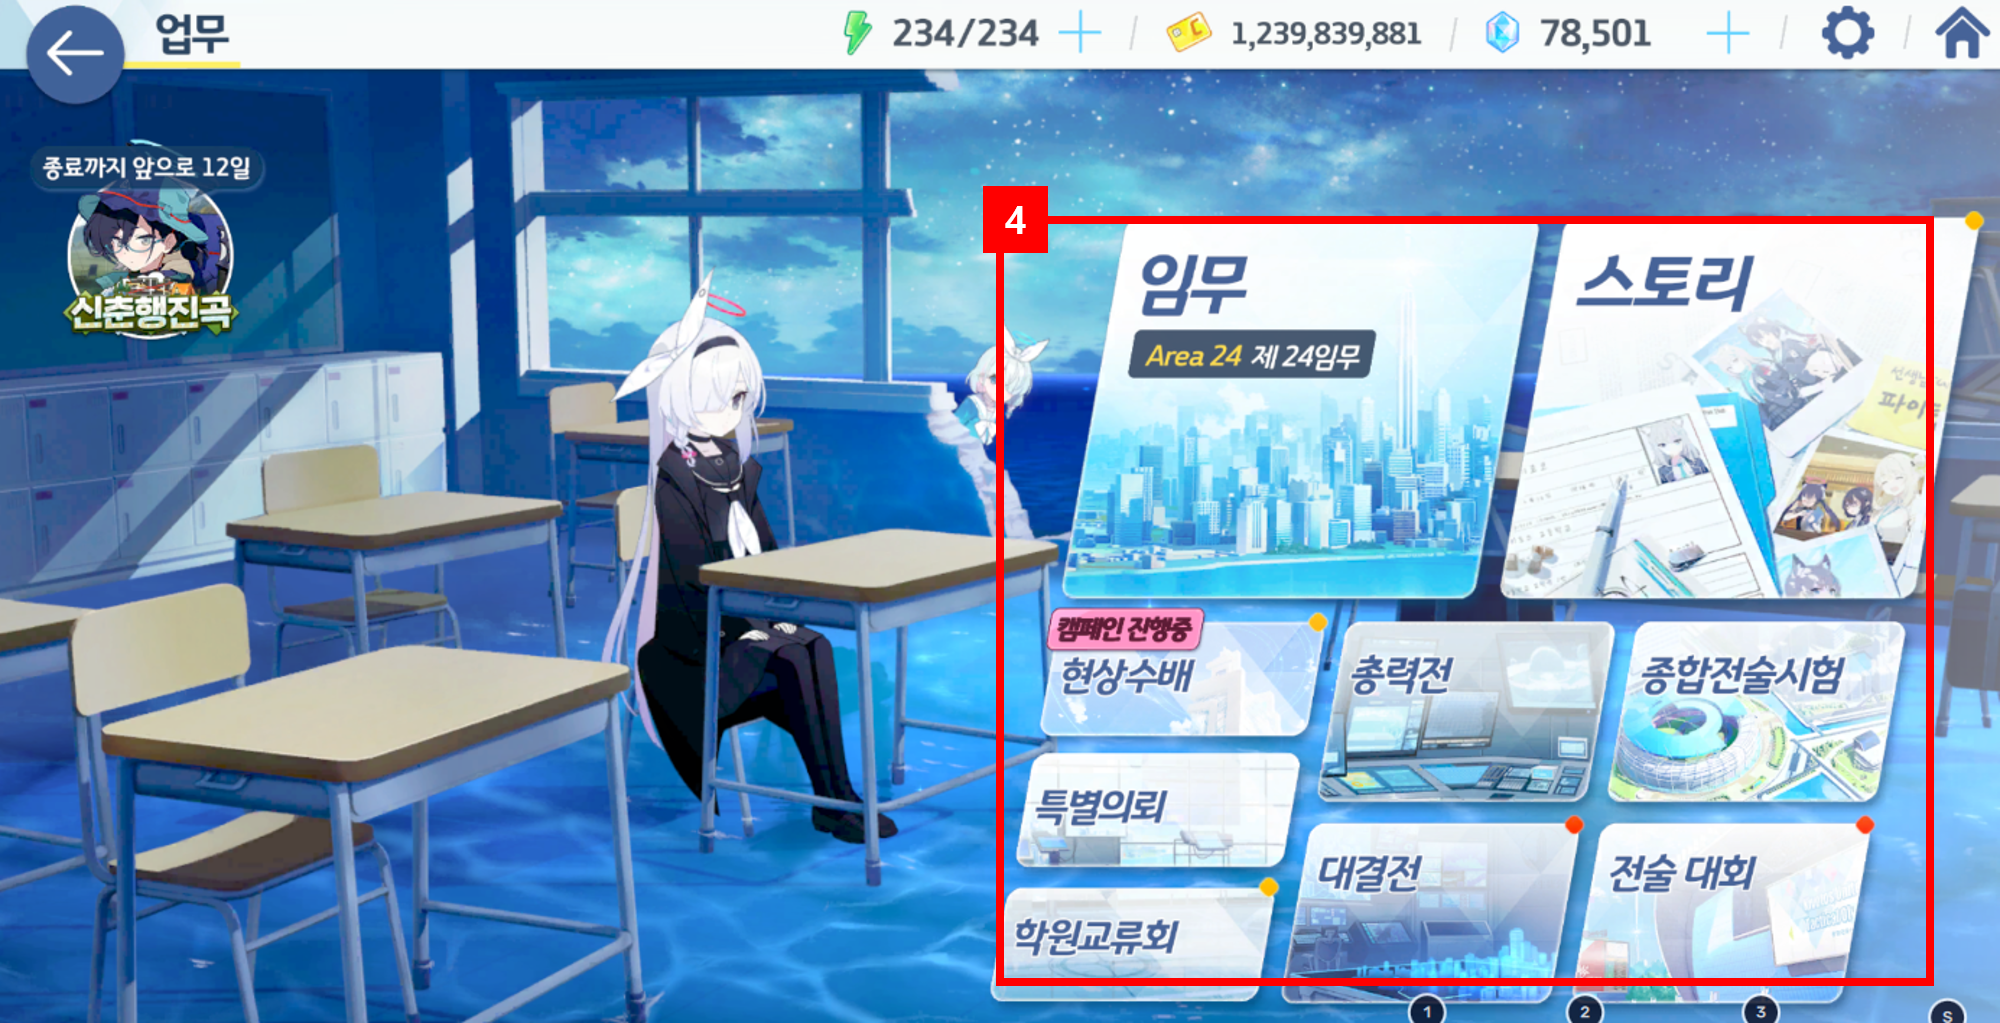 업무
234/234
1,239,839,881
78,501
종료까지 앞으로 12일
신춘행진곡
4
임무
Area 24 제 24임무
스토리
캠페인 진행중
현상수배
총력전
종합전술시험
특별의뢰
대결전
전술 대회
학원교류회
1
2
3
S